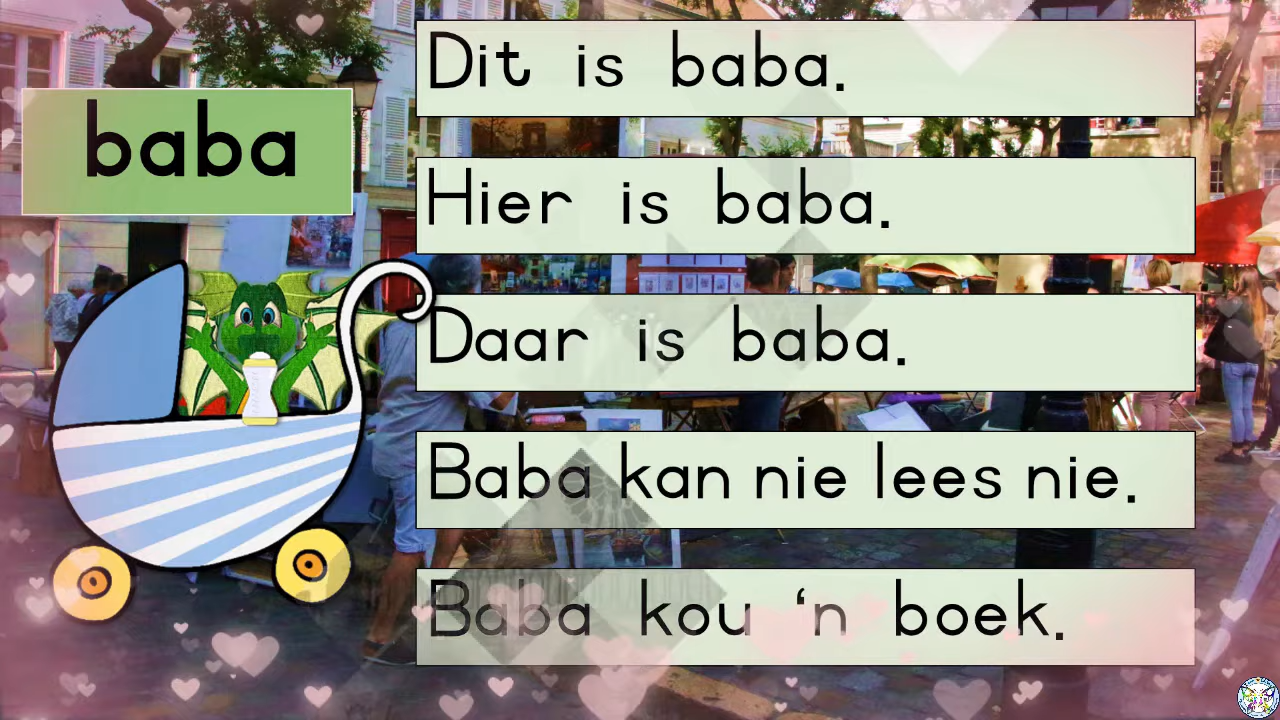 baba
Dit is baba.
Hier is baba.
Daar is baba.
Baba kan nie lees nie.
Baba kou ‘n boek.